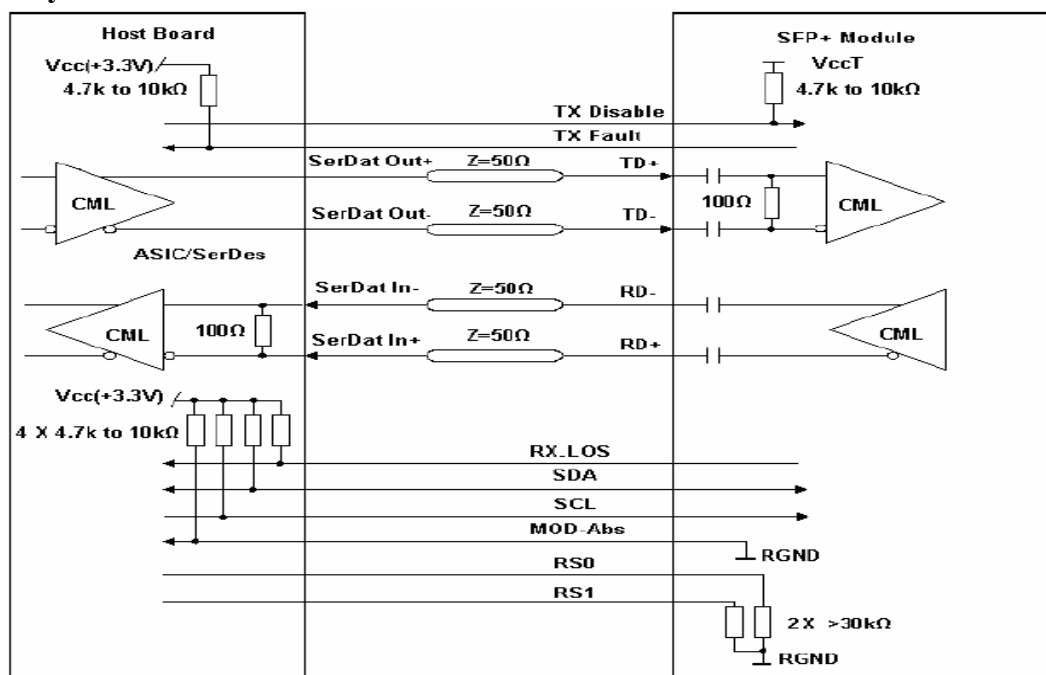 Host Board
SFP+ Module
Vcc(+3.3V)
4.7k to 10kΩ
VccT
4.7k to 10kΩ
TX Disable
TX Fault
SerDat Out+
Z=50Ω
TD+
CML
100Ω
CML
SerDat Out-
Z=50Ω
TD-
ASIC/SerDes
SerDat In-
Z=50Ω
RD-
CML
100Ω
CML
SerDat In+
Z=50Ω
RD+
Vcc(+3.3V)
4 X 4.7k to 10kΩ
RX_LOS
SDA
SCL
MOD-Abs
RGND
RS0
RS1
2X >30kΩ
RGND